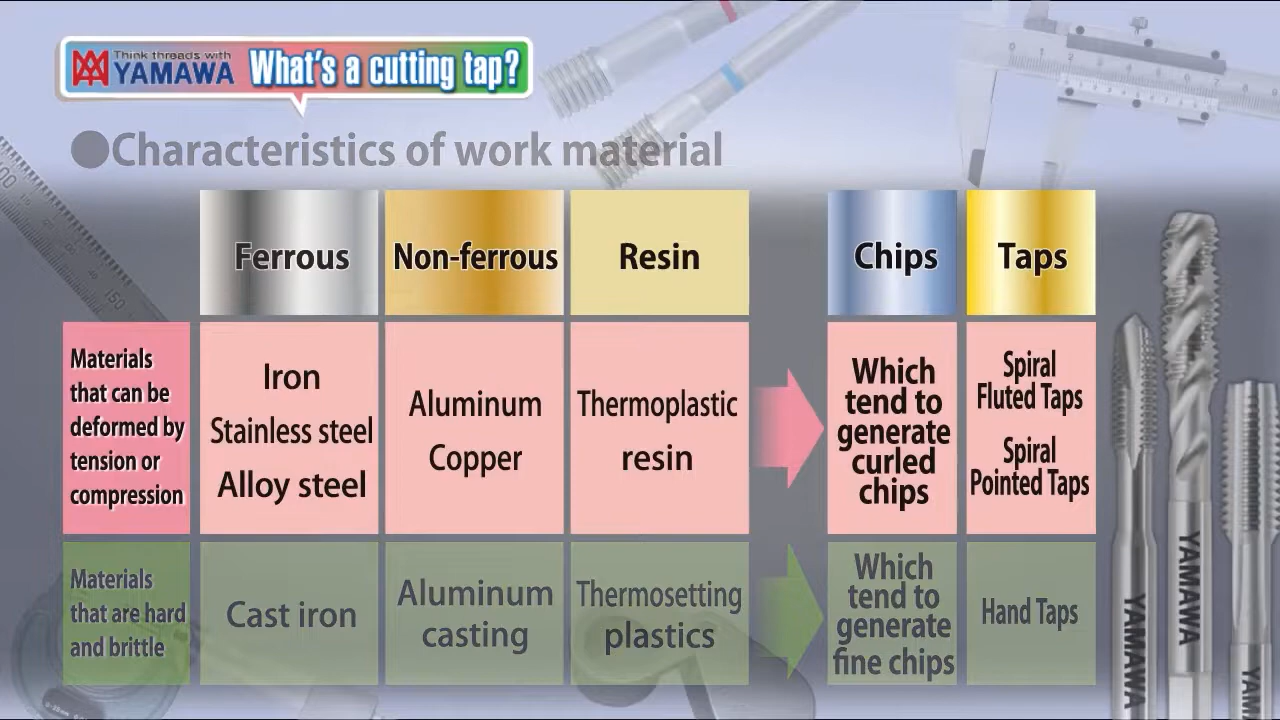 Think threads with
YAMAWA What's a cutting tap?
●Characteristics of work material
Ferrous
Non-ferrous
Resin
Chips
Taps
Materials
that can be
deformed by
tension or
compression
Iron
Stainless steel
Alloy steel
Aluminum
Copper
Thermoplastic
resin
Which
tend to
generate
curled
chips
Spiral
Fluted Taps
Spiral
Pointed Taps
Materials
that are hard
and brittle
Cast iron
Aluminum
casting
Thermosetting
plastics
Which
tend to
generate
fine chips
Hand Taps
YAMAWA
YAMAWA
YAM